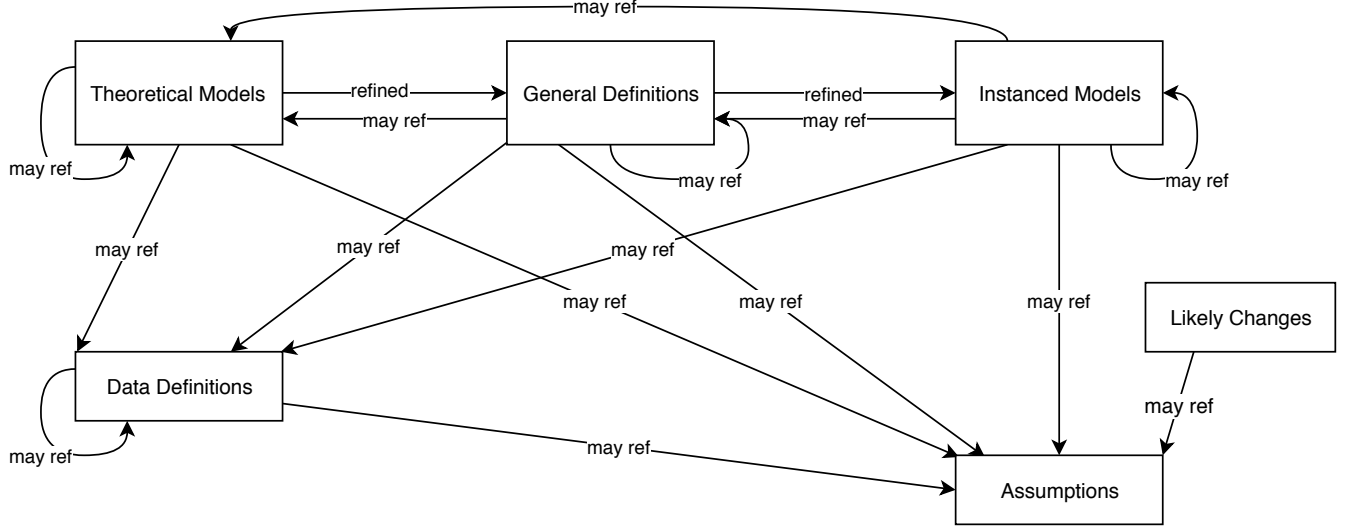 may ref
Theoretical Models
refined
General Definitions
refined
Instanced Models
may ref
may ref
may ref
may ref
may ref
may ref
may ref
may ref
may ref
may ref
may ref
may ref
Likely Changes
Data Definitions
may ref
may ref
may ref
Assumptions